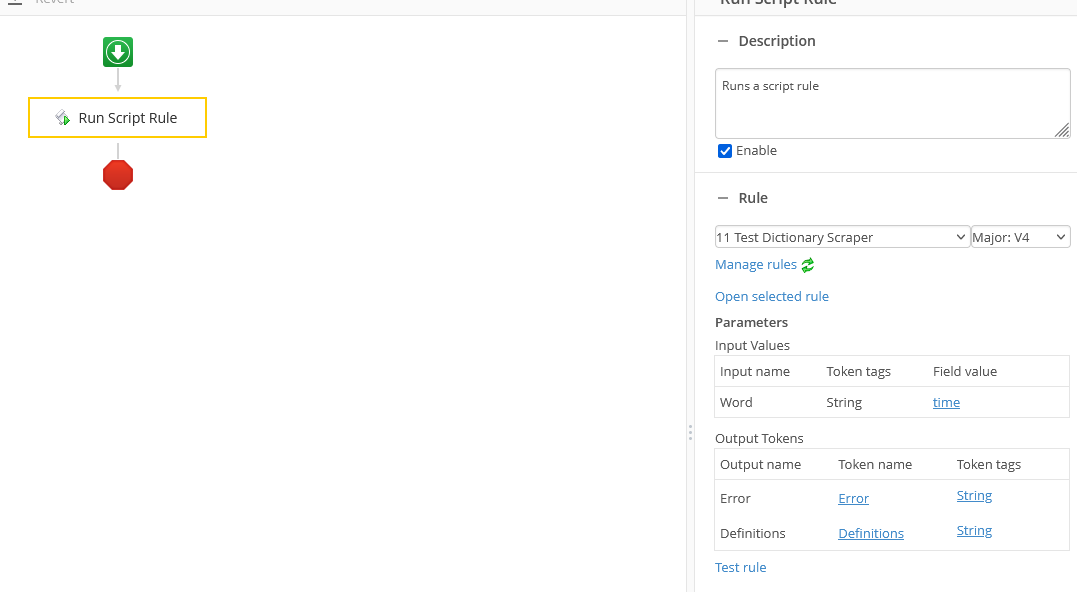 Revert
Run Script Rule
Run Script Rule
Description
Runs a script rule
Enable
Rule
11 Test Dictionary Scraper Major: V4
Manage rules
Open selected rule
Parameters
Input Values
Input name Token tags Field value
Word String time
Output Tokens
Output name Token name Token tags
Error Error String
Definitions Definitions String
Test rule